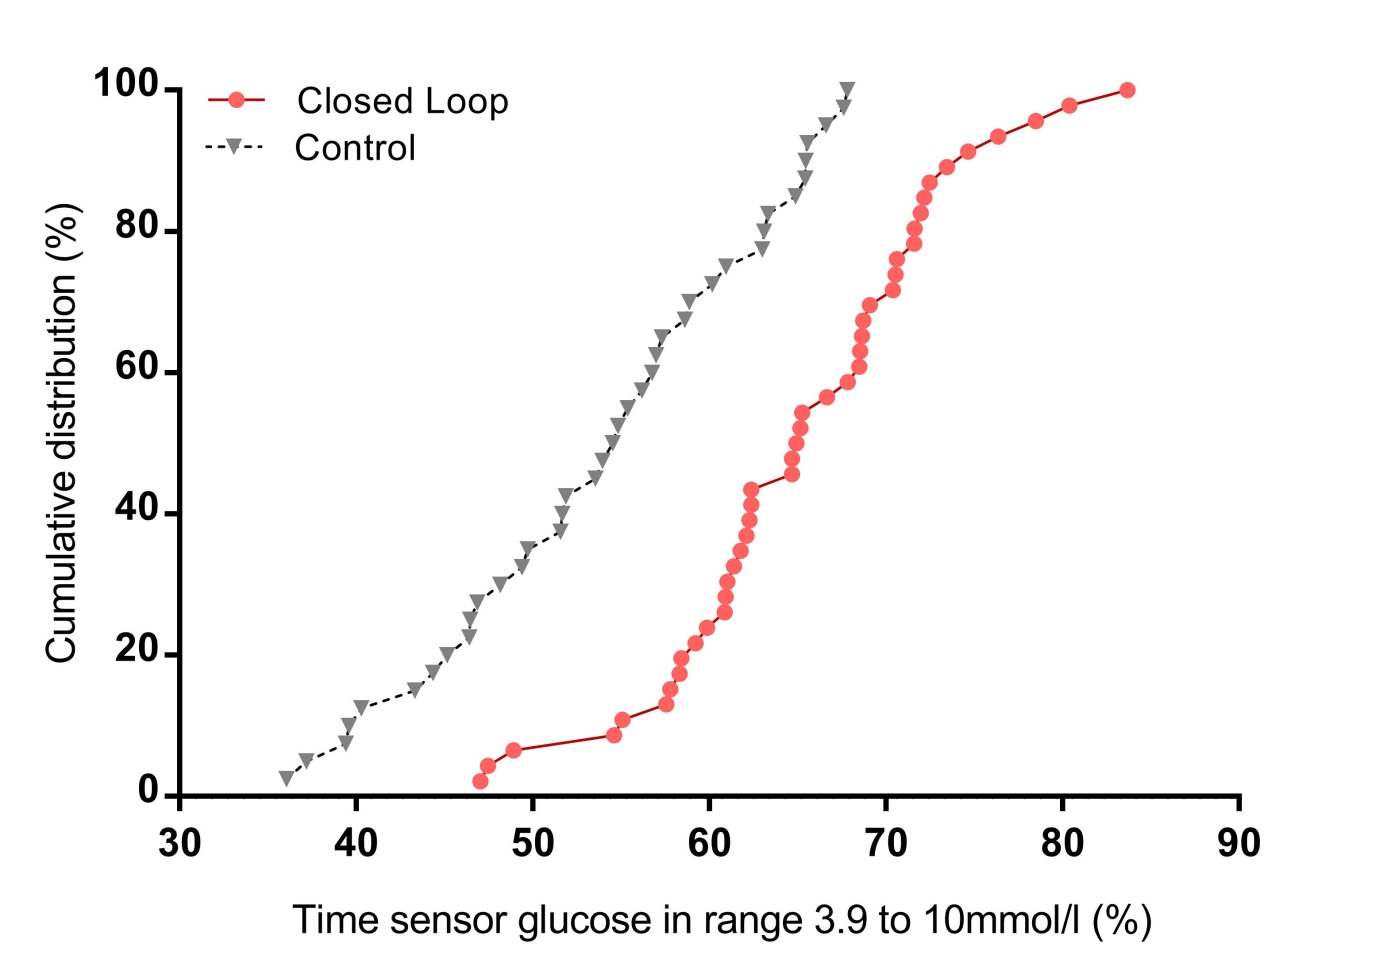 100
80
60
40
20
0
Closed Loop
Control
Cumulative distribution (%)
30 40 50 60 70 80 90
Time sensor glucose in range 3.9 to 10mmol/l (%)